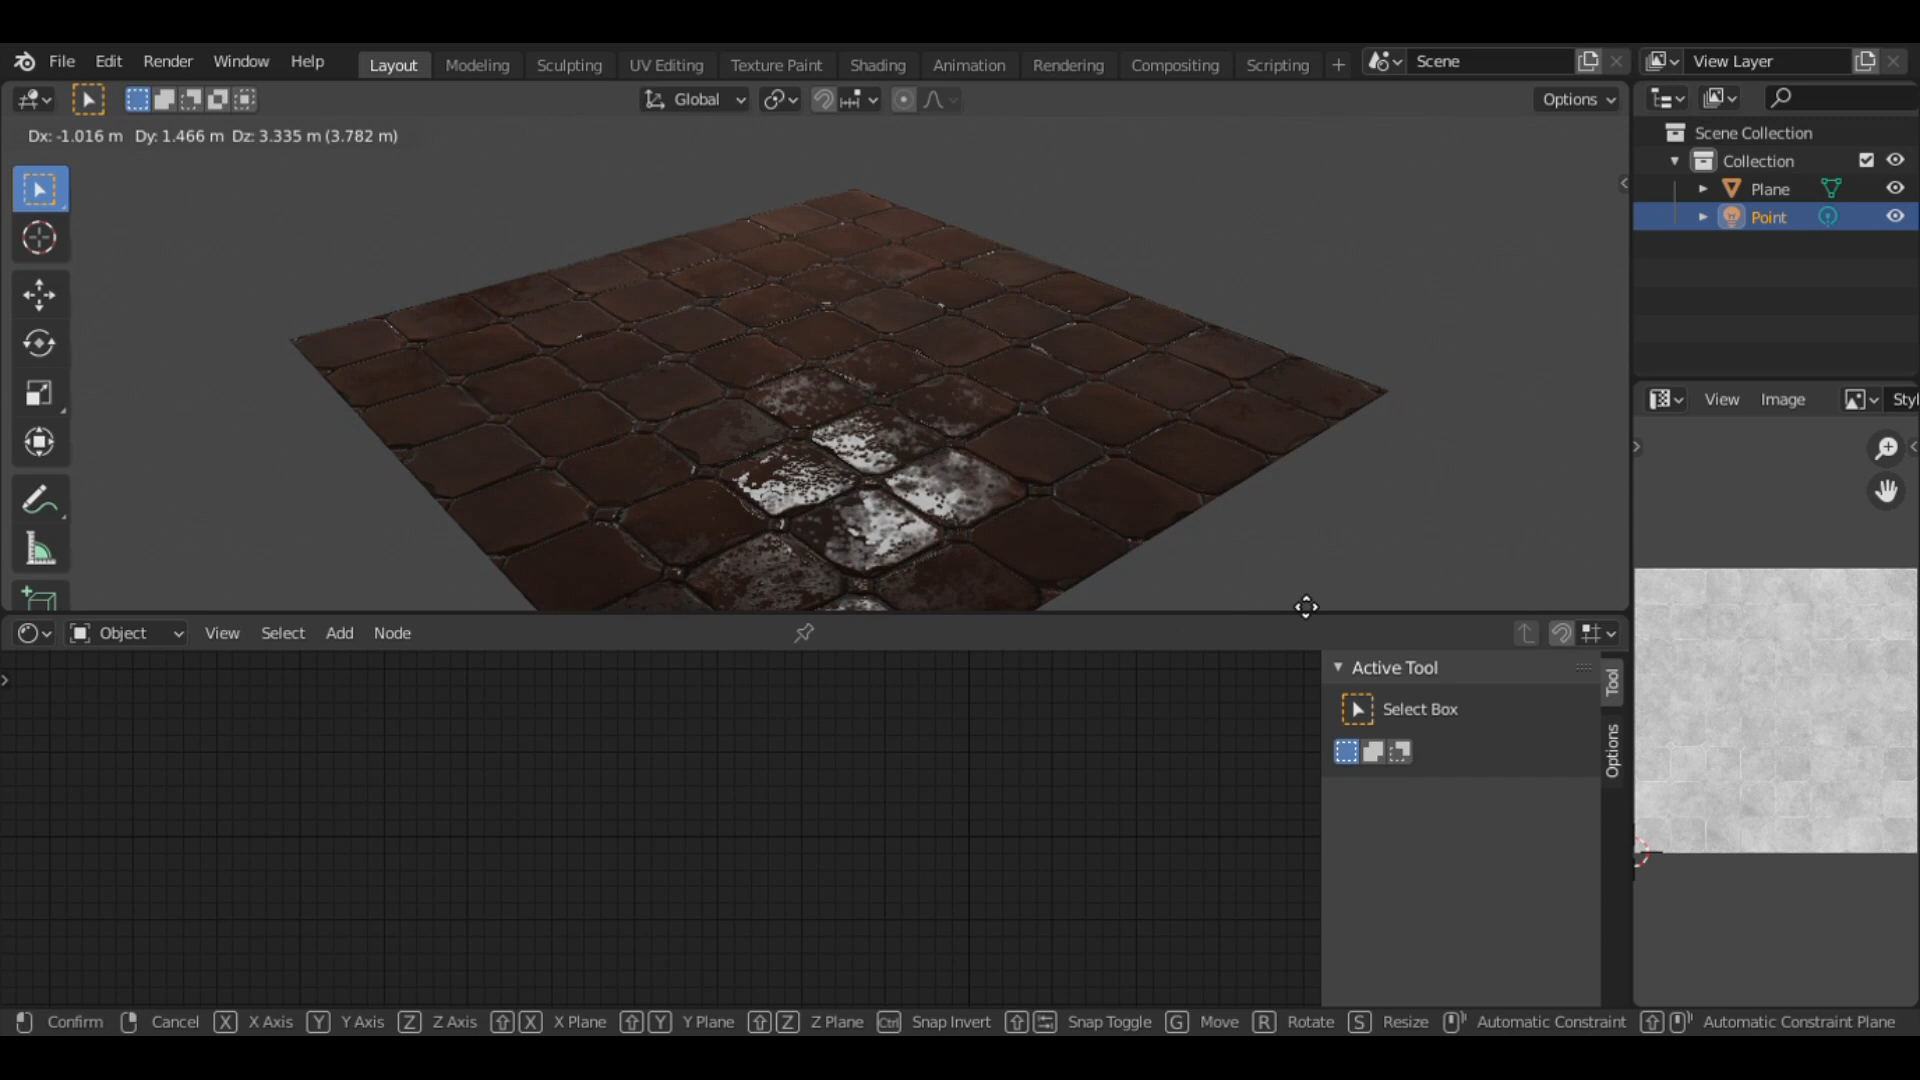 File Edit Render Window Help Layout Modeling Sculpting UV Editing Texture Paint Shading Animation Rendering Compositing Scripting + Scene View Layer
Global Options
Dx: -1.016 m Dy: 1.466 m Dz: 3.335 m (3.782 m)
Scene Collection
Collection
Plane
Point
View Image Styl
Object View Select Add Node
Active Tool
Select Box
Tool
Options
Confirm Cancel X X Axis Y Y Axis Z Z Axis X X Plane Y Y Plane Z Z Plane Ctrl Snap Invert Snap Toggle G Move R Rotate S Resize Automatic Constraint Automatic Constraint Plane